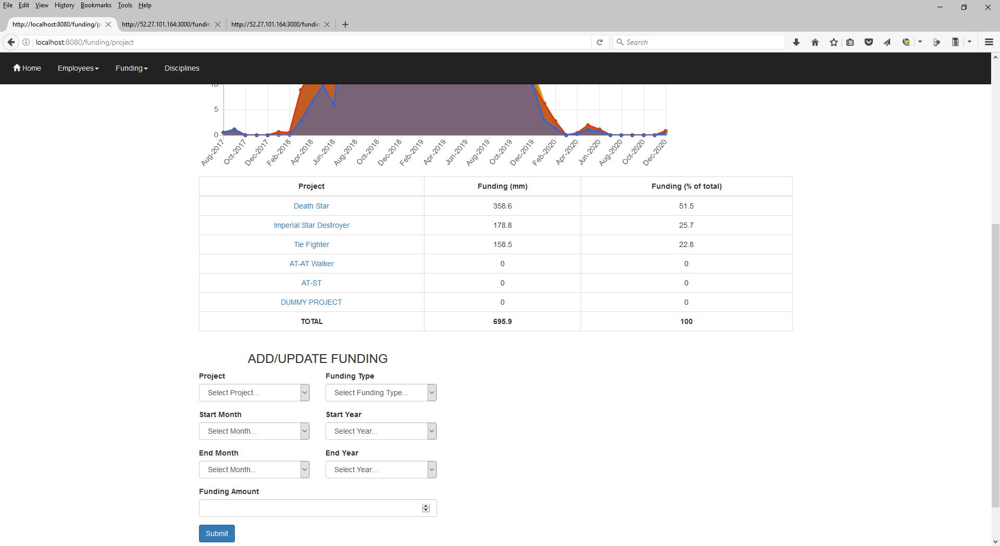 File Edit View History Bookmarks Tools Help
http://localhost:8080/funding/p
http://52.27.101.164:3000/fundin
http://52.27.101.164:3000/fundin
localhost:8080/funding/project
Search
Home Employees Funding Disciplines
10
5
0
Aug-2017 Oct-2017 Dec-2017 Feb-2018 Apr-2018 Jun-2018 Aug-2018 Oct-2018 Dec-2018 Feb-2019 Apr-2019 Jun-2019 Aug-2019 Oct-2019 Dec-2019 Feb-2020 Apr-2020 Jun-2020 Aug-2020 Oct-2020 Dec-2020
Project Funding (mm) Funding (% of total)
Death Star 358.6 51.5
Imperial Star Destroyer 178.8 25.7
Tie Fighter 158.5 22.8
AT-AT Walker 0 0
AT-ST 0 0
DUMMY PROJECT 0 0
TOTAL 695.9 100
ADD/UPDATE FUNDING
Project Funding Type
Select Project... Select Funding Type...
Start Month Start Year
Select Month... Select Year...
End Month End Year
Select Month... Select Year...
Funding Amount
Submit